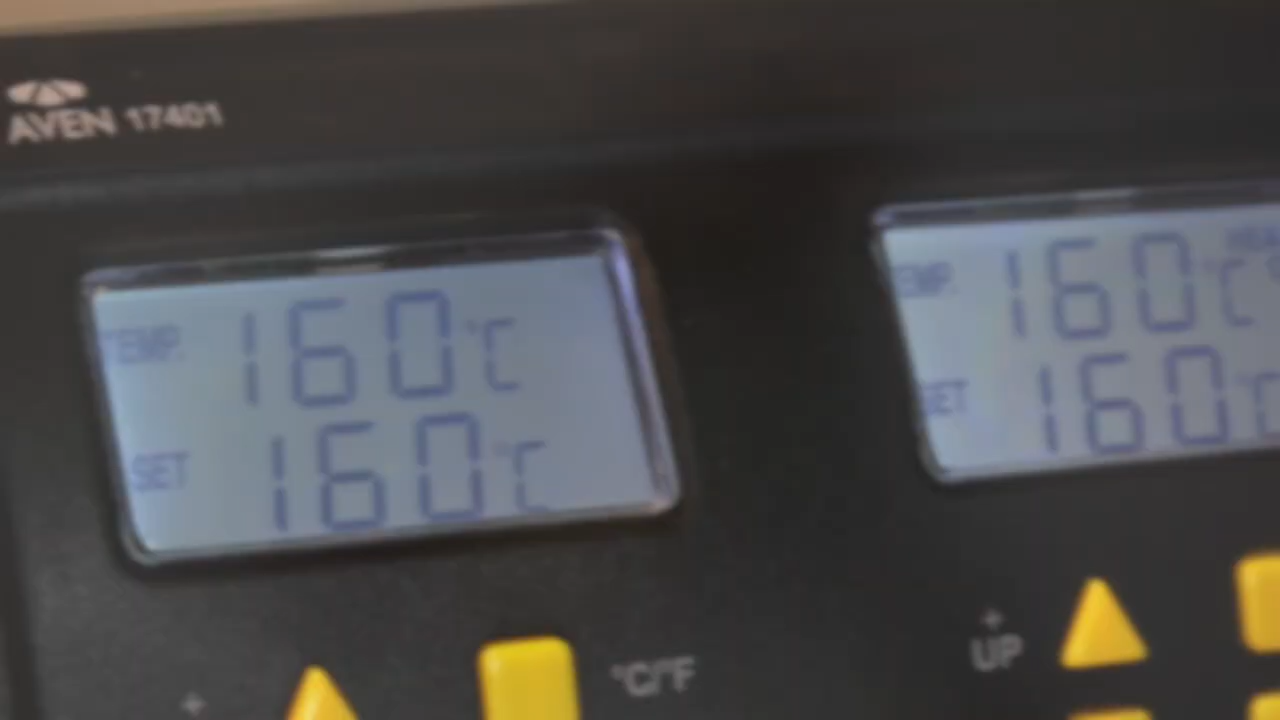 AVEN 17401
TEMP. 160°C
SET 160°C
TEMP. 160°C
SET 160°C
+
°C/°F
+
UP